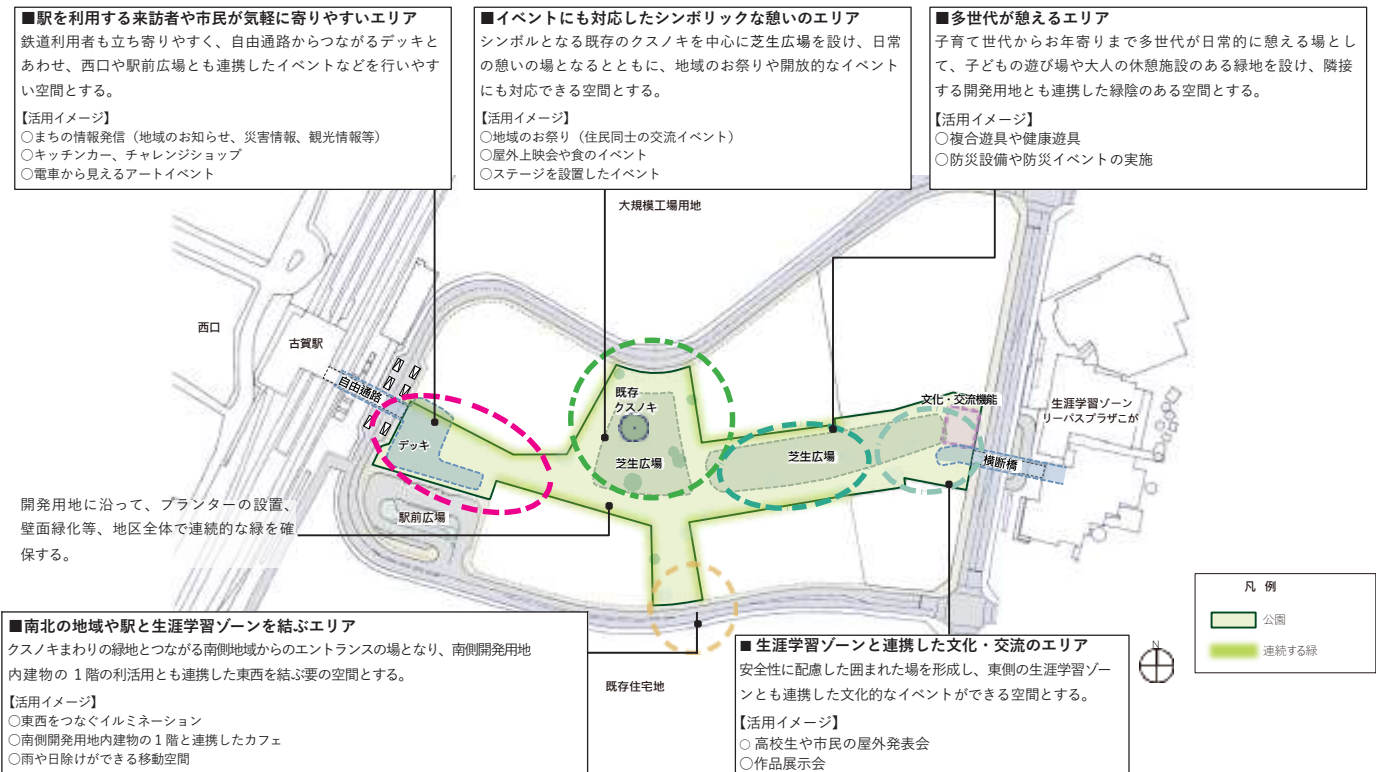 ■駅を利用する来訪者や市民が気軽に寄りやすいエリア
鉄道利用者も立ち寄りやすく、自由通路からつながるデッキと
あわせ、西口や駅前広場とも連携したイベントなどを行いやす
い空間とする。
【活用イメージ】
○まちの情報発信（地域のお知らせ、災害情報、観光情報等）
○キッチンカー、チャレンジショップ
○電車から見えるアートイベント
■イベントにも対応したシンボリックな憩いのエリア
シンボルとなる既存のクスノキを中心に芝生広場を設け、日常
の憩いの場となるとともに、地域のお祭りや開放的なイベント
にも対応できる空間とする。
【活用イメージ】
○地域のお祭り（住民同士の交流イベント）
○屋外上映会や食のイベント
○ステージを設置したイベント
■多世代が憩えるエリア
子育て世代からお年寄りまで多世代が日常的に憩える場とし
て、子どもの遊び場や大人の休憩施設のある緑地を設け、隣接
する開発用地とも連携した緑陰のある空間とする。
【活用イメージ】
○複合遊具や健康遊具
○防災設備や防災イベントの実施
大規模工場用地
西口
古賀駅
自由通路
デッキ
駅前広場
既存
クスノキ
芝生広場
芝生広場
文化・交流機能
横断橋
生涯学習ゾーン
リーパスプラザこが
開発用地に沿って、プランターの設置、
壁面緑化等、地区全体で連続的な緑を確
保する。
凡 例
公園
連続する緑
N
■南北の地域や駅と生涯学習ゾーンを結ぶエリア
クスノキまわりの緑地とつながる南側地域からのエントランスの場となり、南側開発用地
内建物の 1 階の利活用とも連携した東西を結ぶ要の空間とする。
【活用イメージ】
○東西をつなぐイルミネーション
○南側開発用地内建物の 1 階と連携したカフェ
○雨や日除けができる移動空間
既存住宅地
■ 生涯学習ゾーンと連携した文化・交流のエリア
安全性に配慮した囲まれた場を形成し、東側の生涯学習ゾー
ンとも連携した文化的なイベントができる空間とする。
【活用イメージ】
○ 高校生や市民の屋外発表会
○作品展示会